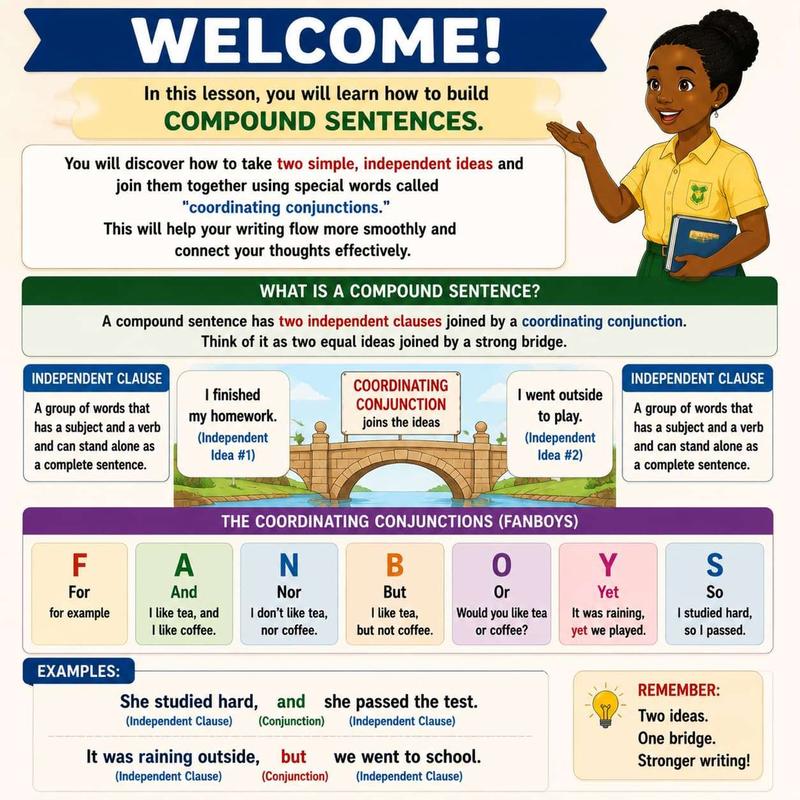 WELCOME!
In this lesson, you will learn how to build
COMPOUND SENTENCES.
You will discover how to take two simple, independent ideas and
join them together using special words called
"coordinating conjunctions.”
This will help your writing flow more smoothly and
connect your thoughts effectively.
WHAT IS A COMPOUND SENTENCE?
A compound sentence has two independent clauses joined by a coordinating conjunction.
Think of it as two equal ideas joined by a strong bridge.
INDEPENDENT CLAUSE
A group of words that
has a subject and a verb
and can stand alone as
a complete sentence.
I finished
my homework.
(Independent
Idea #1)
COORDINATING
CONJUNCTION
joins the ideas
I went outside
to play.
(Independent
Idea #2)
INDEPENDENT CLAUSE
A group of words that
has a subject and a verb
and can stand alone as
a complete sentence.
THE COORDINATING CONJUNCTIONS (FANBOYS)
F
For
for example
A
And
I like tea, and
I like coffee.
N
Nor
I don't like tea,
nor coffee.
B
But
I like tea,
but not coffee.
O
Or
Would you like tea
or coffee?
Y
Yet
It was raining,
yet we played.
S
So
I studied hard,
so I passed.
EXAMPLES:
She studied hard, and she passed the test.
(Independent Clause) (Conjunction) (Independent Clause)
It was raining outside, but we went to school.
(Independent Clause) (Conjunction) (Independent Clause)
REMEMBER:
Two ideas.
One bridge.
Stronger writing!